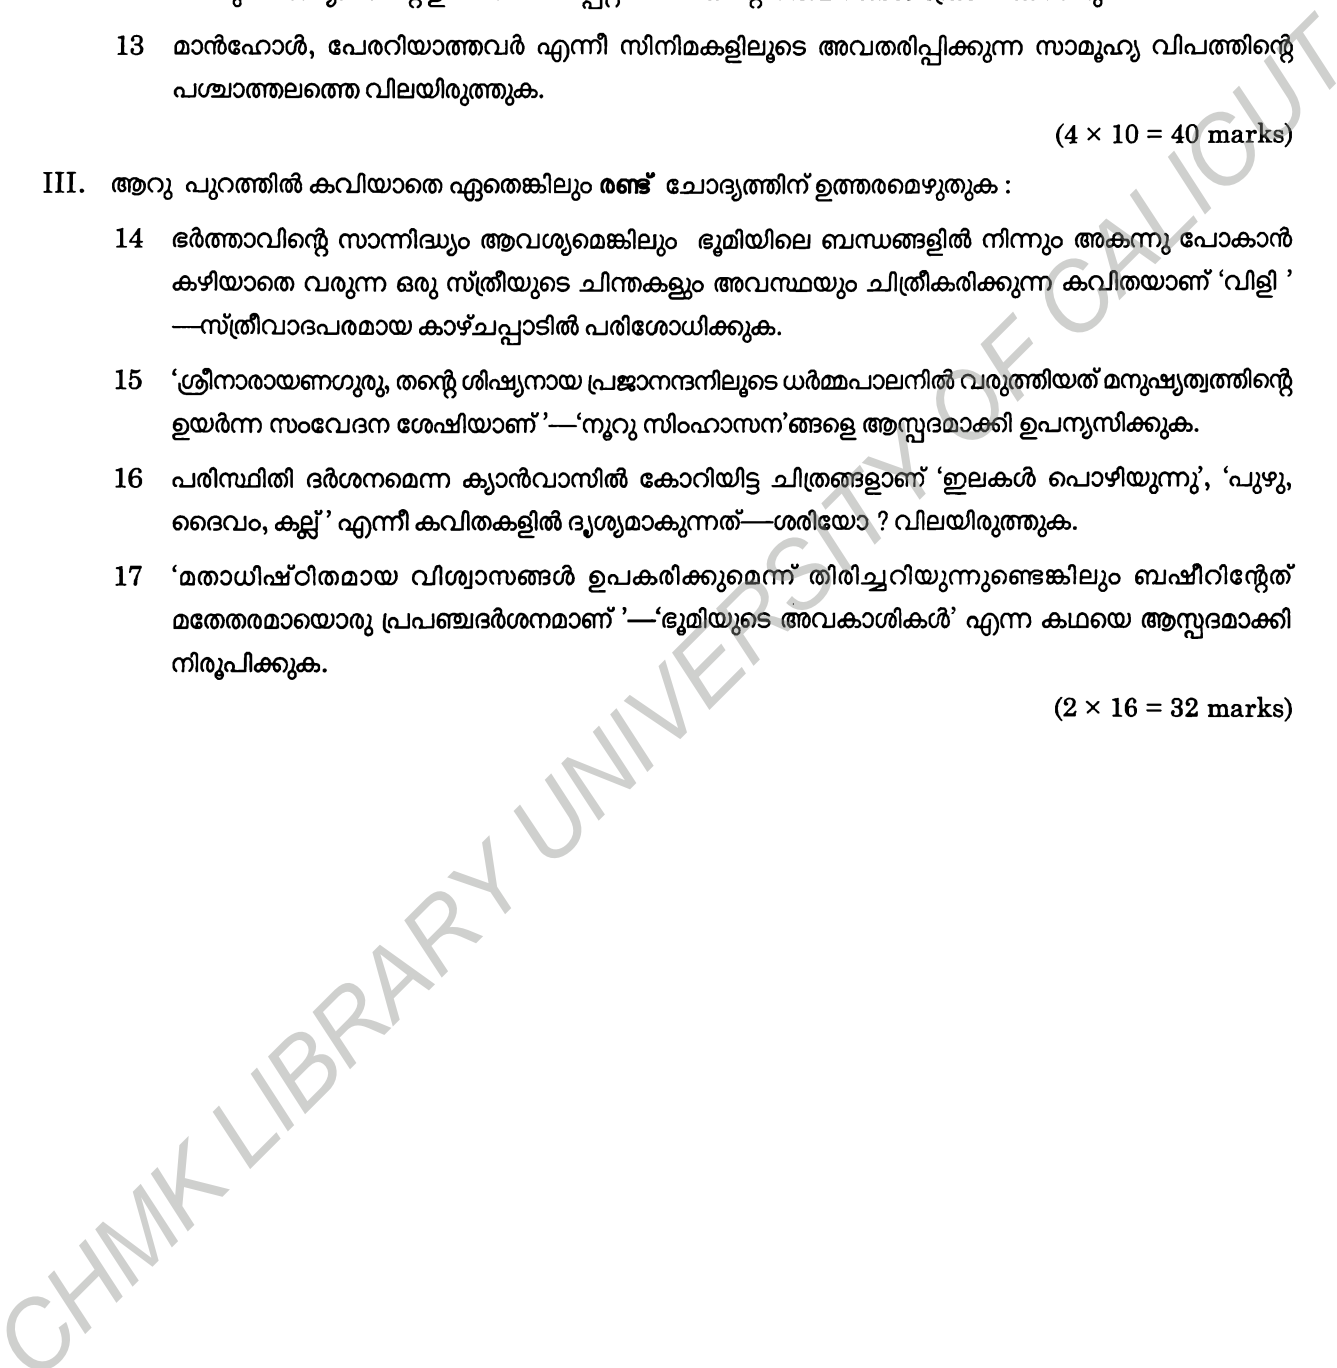 13 മാൻഹോൾ, പേരറിയാത്തവർ എന്നീ സിനിമകളിലൂടെ അവതരിപ്പിക്കുന്ന സാമൂഹ്യ വിപത്തിന്റെ
പശ്ചാത്തലത്തെ വിലയിരുത്തുക.
(4 × 10 = 40 marks)
III. ആറു പുറത്തിൽ കവിയാതെ ഏതെങ്കിലും രണ്ട് ചോദ്യത്തിന് ഉത്തരമെഴുതുക :
14 ഭർത്താവിന്റെ സാന്നിദ്ധ്യം ആവശ്യമെങ്കിലും ഭൂമിയിലെ ബന്ധങ്ങളിൽ നിന്നും അകന്നു പോകാൻ
കഴിയാതെ വരുന്ന ഒരു സ്ത്രീയുടെ ചിന്തകളും അവസ്ഥയും ചിത്രീകരിക്കുന്ന കവിതയാണ് ‘വിളി ’
—സ്ത്രീവാദപരമായ കാഴ്ചപ്പാടിൽ പരിശോധിക്കുക.
15 ‘ശ്രീനാരായണഗുരു, തന്റെ ശിഷ്യനായ പ്രജാനന്ദനിലൂടെ ധർമ്മപാലനിൽ വരുത്തിയത് മനുഷ്യത്വത്തിന്റെ
ഉയർന്ന സംവേദന ശേഷിയാണ് ’—‘നൂറു സിംഹാസന’ങ്ങളെ ആസ്പദമാക്കി ഉപന്യസിക്കുക.
16 പരിസ്ഥിതി ദർശനമെന്ന ക്യാൻവാസിൽ കോറിയിട്ട ചിത്രങ്ങളാണ് ‘ഇലകൾ പൊഴിയുന്നു’, ‘പുഴു,
ദൈവം, കല്ല് ’ എന്നീ കവിതകളിൽ ദൃശ്യമാകുന്നത്—ശരിയോ ? വിലയിരുത്തുക.
17 ‘മതാധിഷ്ഠിതമായ വിശ്വാസങ്ങൾ ഉപകരിക്കുമെന്ന് തിരിച്ചറിയുന്നുണ്ടെങ്കിലും ബഷീറിന്റേത്
മതേതരമായൊരു പ്രപഞ്ചദർശനമാണ് ’—‘ഭൂമിയുടെ അവകാശികൾ’ എന്ന കഥയെ ആസ്പദമാക്കി
നിരൂപിക്കുക.
(2 × 16 = 32 marks)
CHMK LIBRARY UNIVERSITY OF CALICUT